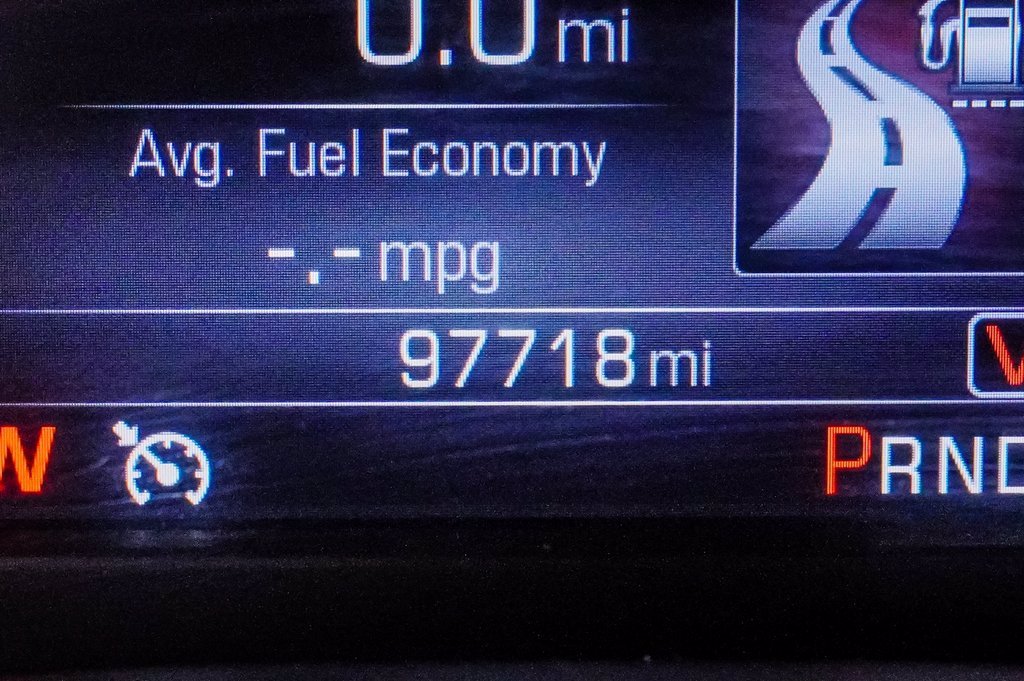 0.0 mi
Avg. Fuel Economy
-.- mpg
97718 mi
W
PRND